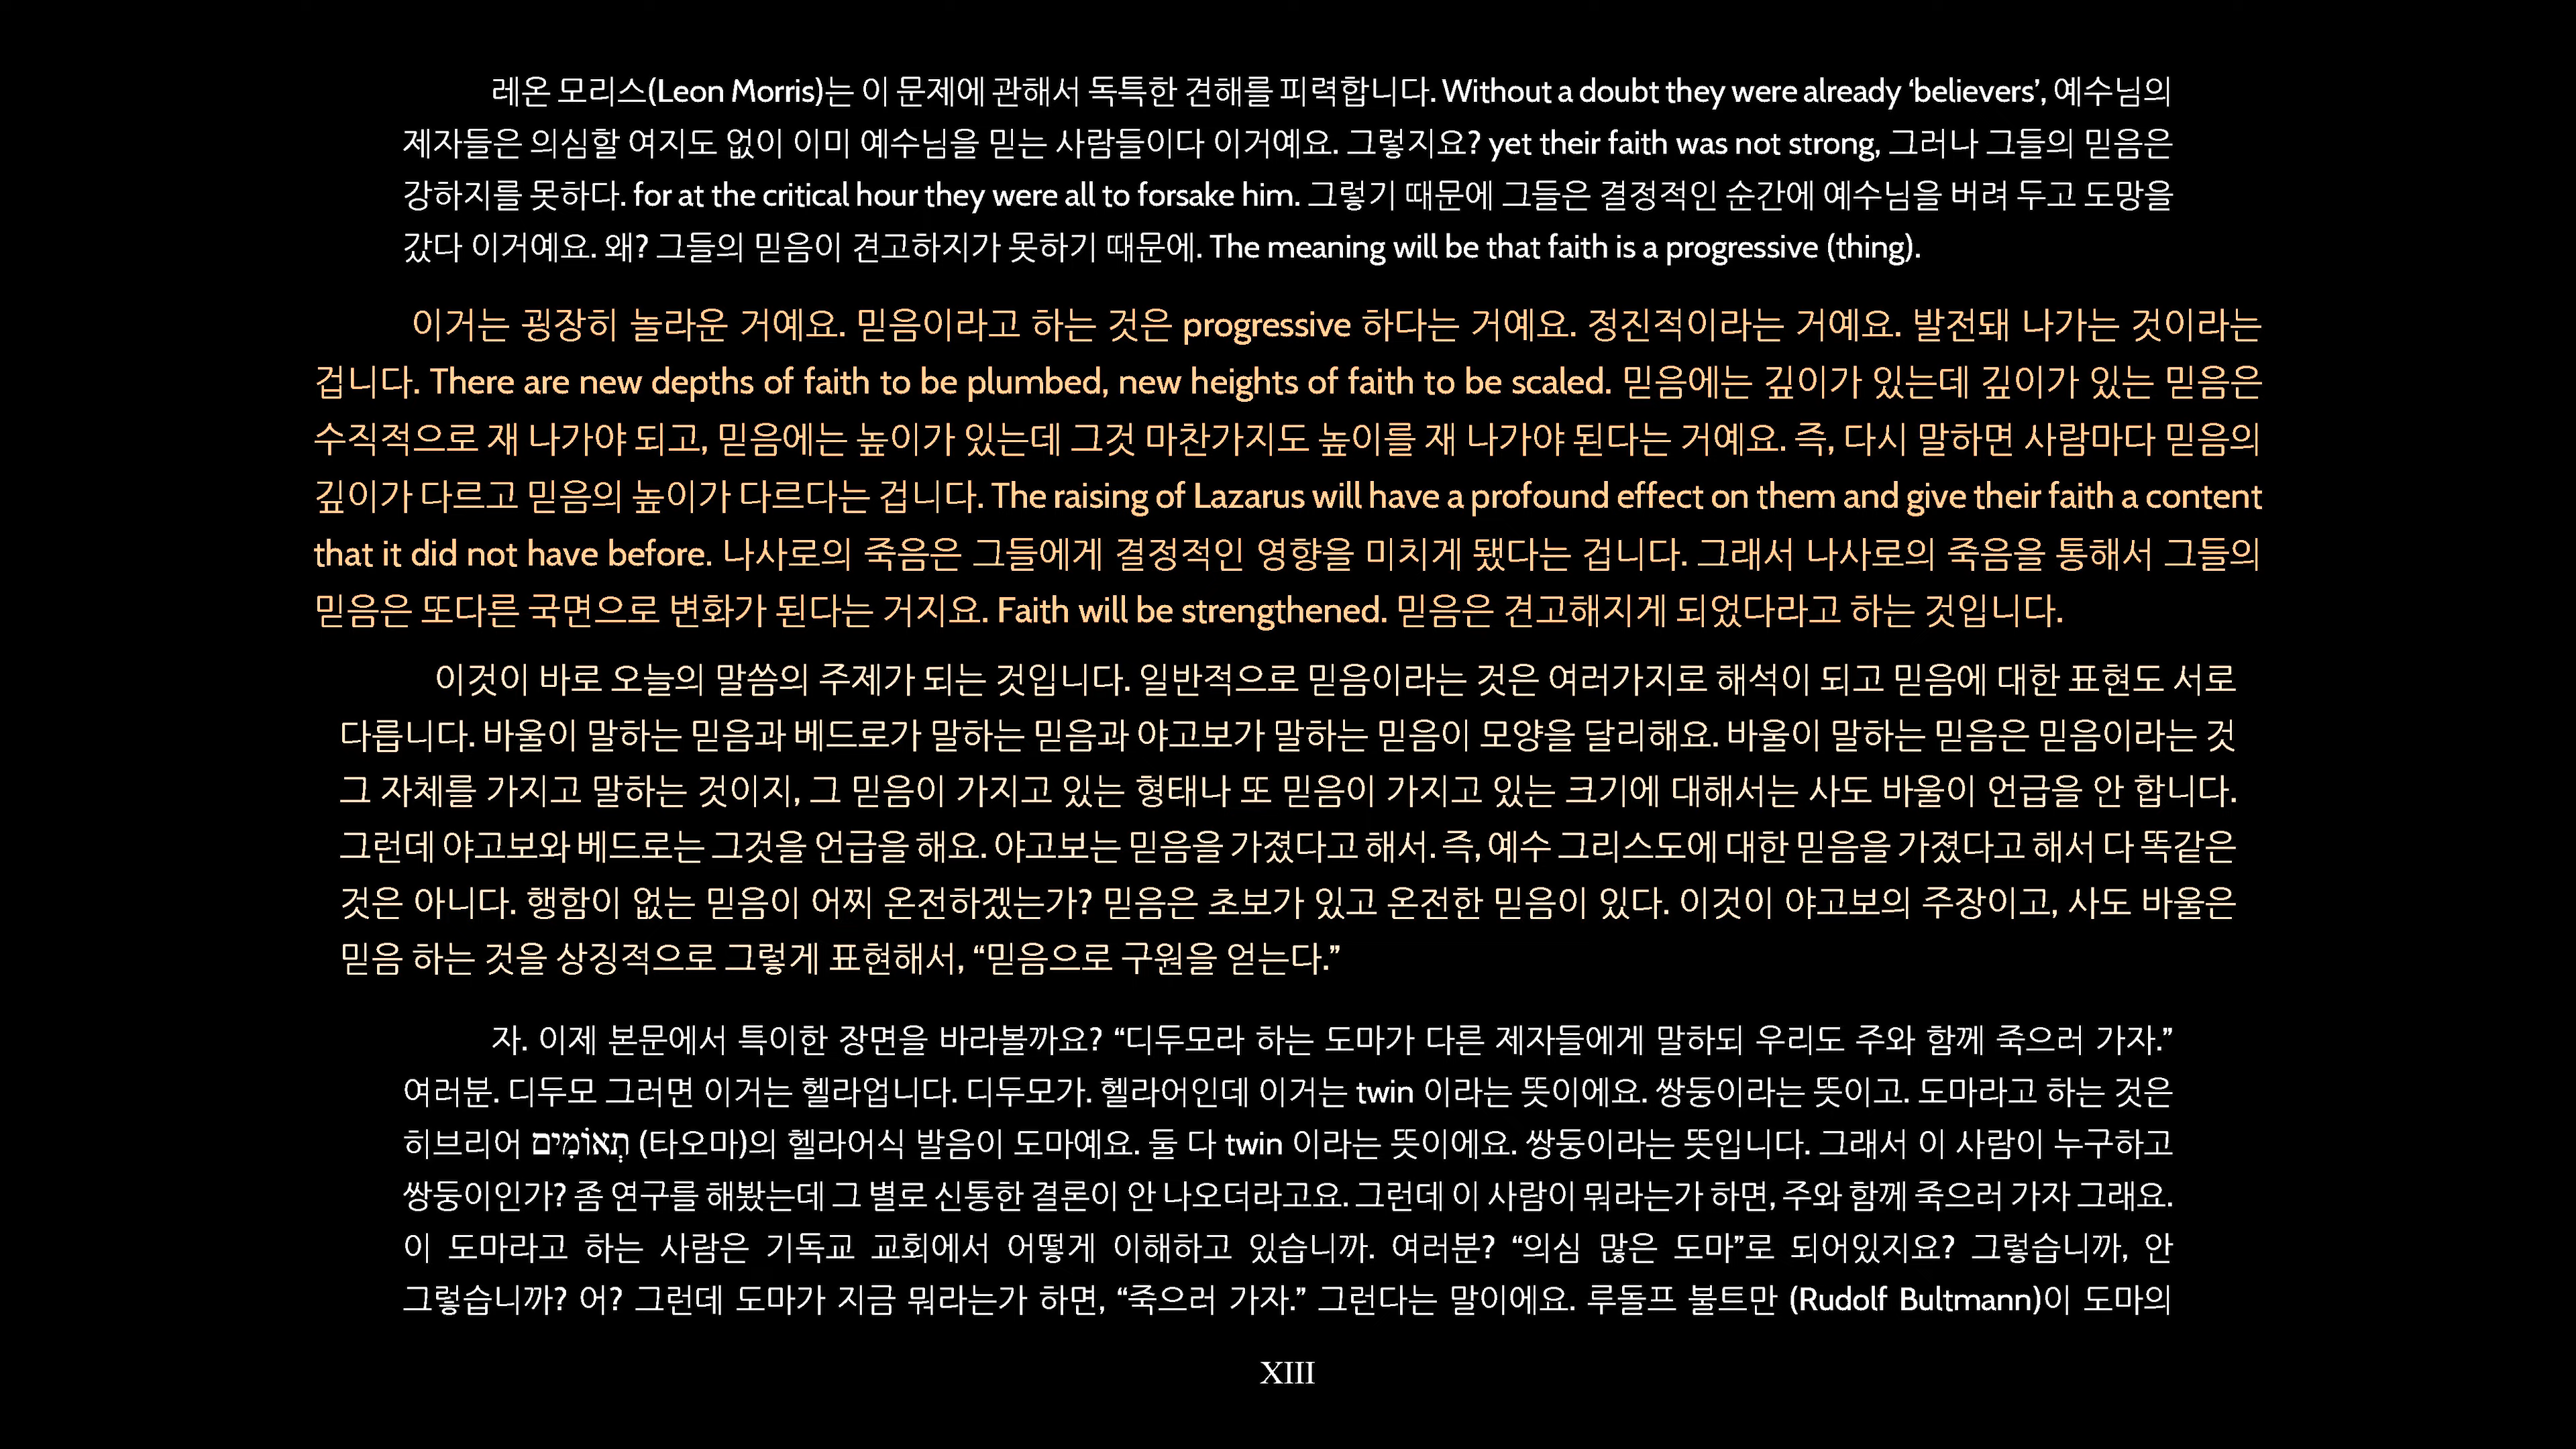 레온 모리스(Leon Morris)는 이 문제에 관해서 독특한 견해를 피력합니다. Without a doubt they were already ‘believers’, 예수님의
제자들은 의심할 여지도 없이 이미 예수님을 믿는 사람들이다 이거예요. 그렇지요? yet their faith was not strong, 그러나 그들의 믿음은
강하지를 못하다. for at the critical hour they were all to forsake him. 그렇기 때문에 그들은 결정적인 순간에 예수님을 버려 두고 도망을
갔다 이거예요. 왜? 그들의 믿음이 견고하지가 못하기 때문에. The meaning will be that faith is a progressive (thing).
이거는 굉장히 놀라운 거예요. 믿음이라고 하는 것은 progressive 하다는 거예요. 정진적이라는 거예요. 발전돼 나가는 것이라는
겁니다. There are new depths of faith to be plumbed, new heights of faith to be scaled. 믿음에는 깊이가 있는데 깊이가 있는 믿음은
수직적으로 재 나가야 되고, 믿음에는 높이가 있는데 그것 마찬가지도 높이를 재 나가야 된다는 거예요. 즉, 다시 말하면 사람마다 믿음의
깊이가 다르고 믿음의 높이가 다르다는 겁니다. The raising of Lazarus will have a profound effect on them and give their faith a content
that it did not have before. 나사로의 죽음은 그들에게 결정적인 영향을 미치게 됐다는 겁니다. 그래서 나사로의 죽음을 통해서 그들의
믿음은 또다른 국면으로 변화가 된다는 거지요. Faith will be strengthened. 믿음은 견고해지게 되었다라고 하는 것입니다.
이것이 바로 오늘의 말씀의 주제가 되는 것입니다. 일반적으로 믿음이라는 것은 여러가지로 해석이 되고 믿음에 대한 표현도 서로
다릅니다. 바울이 말하는 믿음과 베드로가 말하는 믿음과 야고보가 말하는 믿음이 모양을 달리해요. 바울이 말하는 믿음은 믿음이라는 것
그 자체를 가지고 말하는 것이지, 그 믿음이 가지고 있는 형태나 또 믿음이 가지고 있는 크기에 대해서는 사도 바울이 언급을 안 합니다.
그런데 야고보와 베드로는 그것을 언급을 해요. 야고보는 믿음을 가졌다고 해서. 즉, 예수 그리스도에 대한 믿음을 가졌다고 해서 다 똑같은
것은 아니다. 행함이 없는 믿음이 어찌 온전하겠는가? 믿음은 초보가 있고 온전한 믿음이 있다. 이것이 야고보의 주장이고, 사도 바울은
믿음 하는 것을 상징적으로 그렇게 표현해서, “믿음으로 구원을 얻는다.”
자. 이제 본문에서 특이한 장면을 바라볼까요? “디두모라 하는 도마가 다른 제자들에게 말하되 우리도 주와 함께 죽으러 가자.”
여러분. 디두모 그러면 이거는 헬라업니다. 디두모가. 헬라어인데 이거는 twin 이라는 뜻이에요. 쌍둥이라는 뜻이고. 도마라고 하는 것은
히브리어 תְּאוֹמִים (타오마)의 헬라어식 발음이 도마예요. 둘 다 twin 이라는 뜻이에요. 쌍둥이라는 뜻입니다. 그래서 이 사람이 누구하고
쌍둥이인가? 좀 연구를 해봤는데 그 별로 신통한 결론이 안 나오더라고요. 그런데 이 사람이 뭐라는가 하면, 주와 함께 죽으러 가자 그래요.
이 도마라고 하는 사람은 기독교 교회에서 어떻게 이해하고 있습니까. 여러분? “의심 많은 도마”로 되어있지요? 그렇습니까, 안
그렇습니까? 어? 그런데 도마가 지금 뭐라는가 하면, “죽으러 가자.” 그런다는 말이에요. 루돌프 불트만 (Rudolf Bultmann)이 도마의
XIII